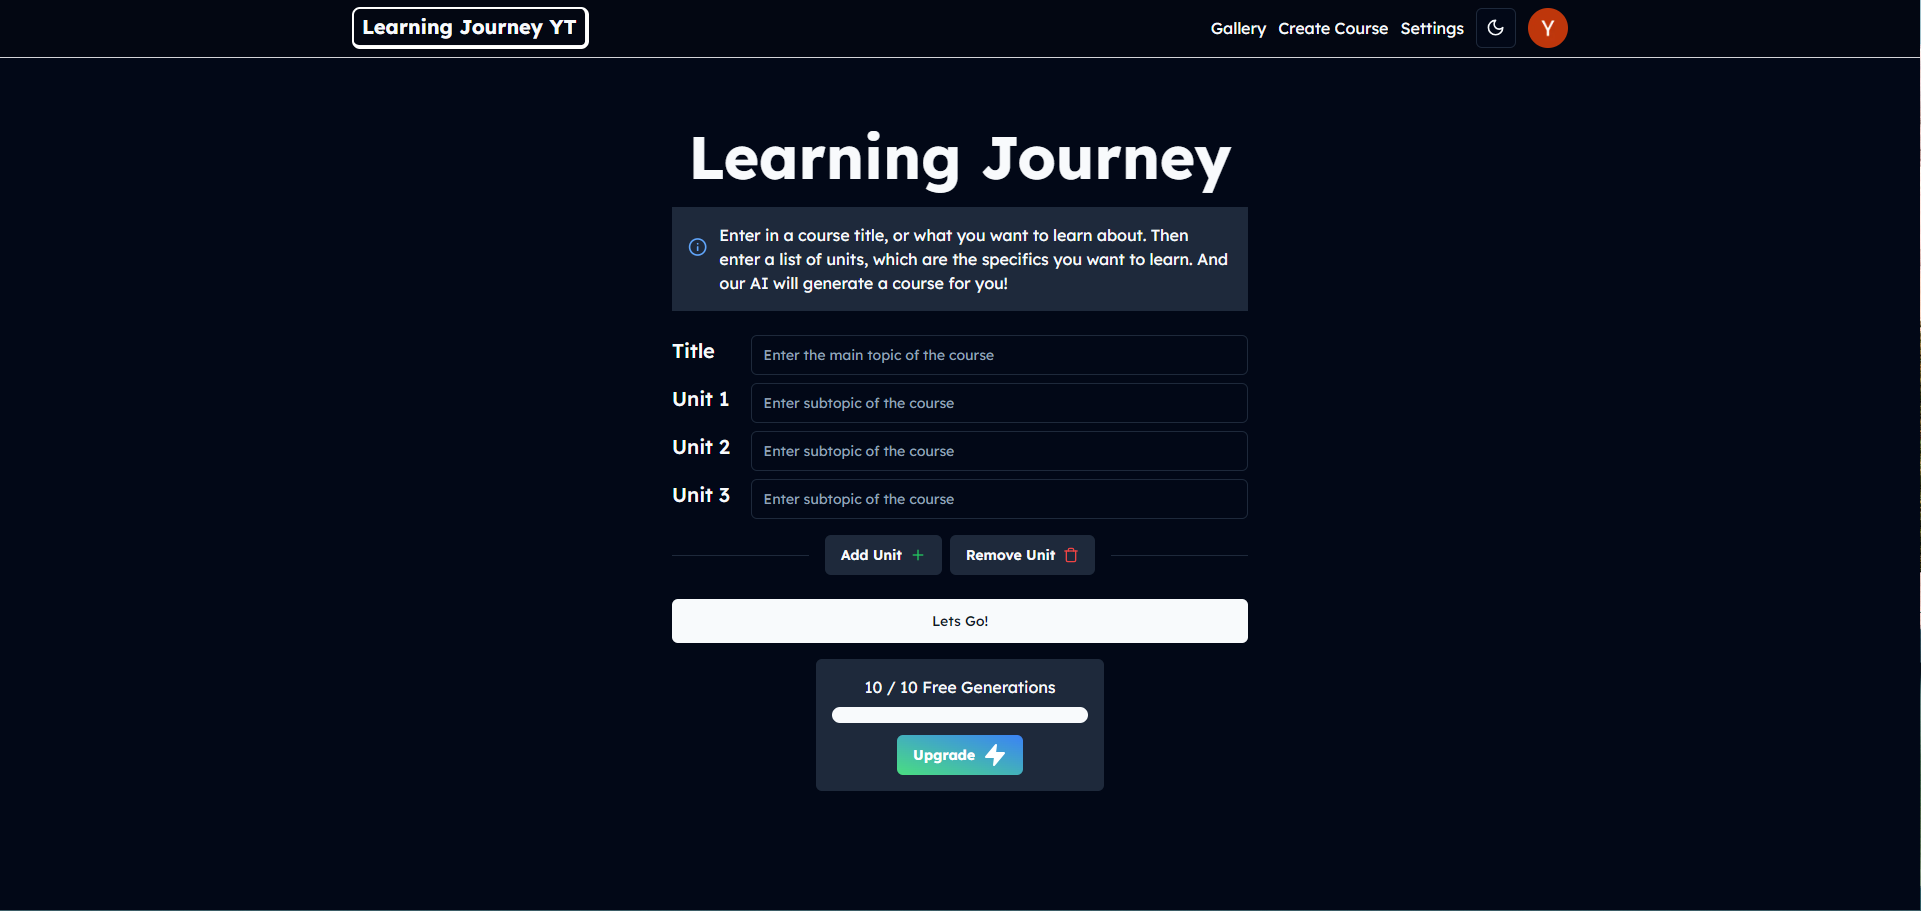 Learning Journey YT
Gallery Create Course Settings
Y
Learning Journey
Enter in a course title, or what you want to learn about. Then
enter a list of units, which are the specifics you want to learn. And
our AI will generate a course for you!
Title
Enter the main topic of the course
Unit 1
Enter subtopic of the course
Unit 2
Enter subtopic of the course
Unit 3
Enter subtopic of the course
Add Unit +
Remove Unit
Lets Go!
10 / 10 Free Generations
Upgrade